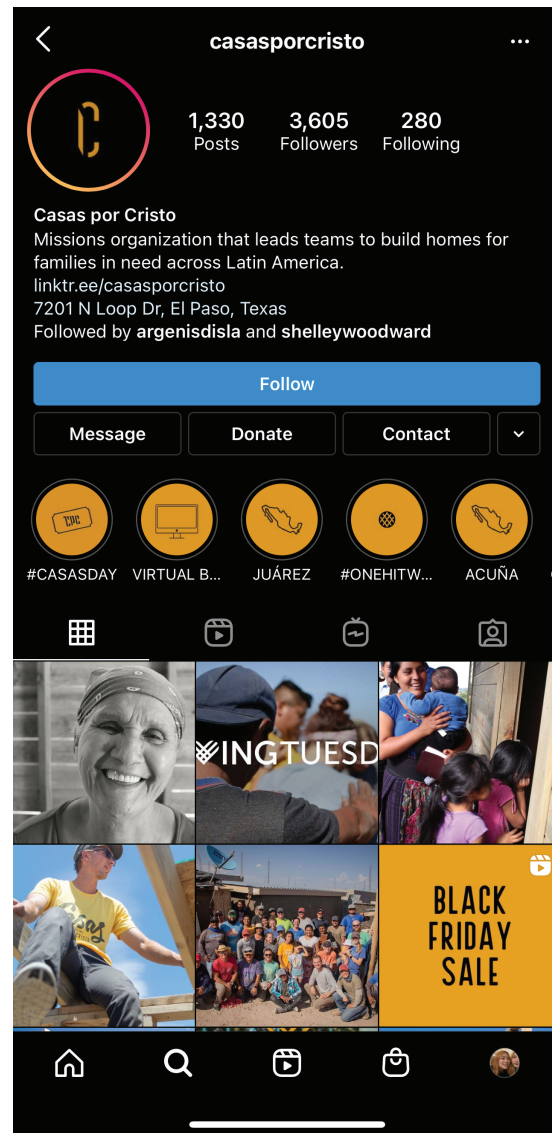 casasporcristo
C
1,330 3,605 280
Posts Followers Following
Casas por Cristo
Missions organization that leads teams to build homes for
families in need across Latin America.
linktr.ee/casasporcristo
7201 N Loop Dr, El Paso, Texas
Followed by argenisdisla and shelleywoodward
Follow
Message Donate Contact
CPC
#CASASDAY VIRTUAL B... JUÁREZ #ONEHITW... ACUÑA
INGTUESD
Casas
BLACK
FRIDAY
SALE